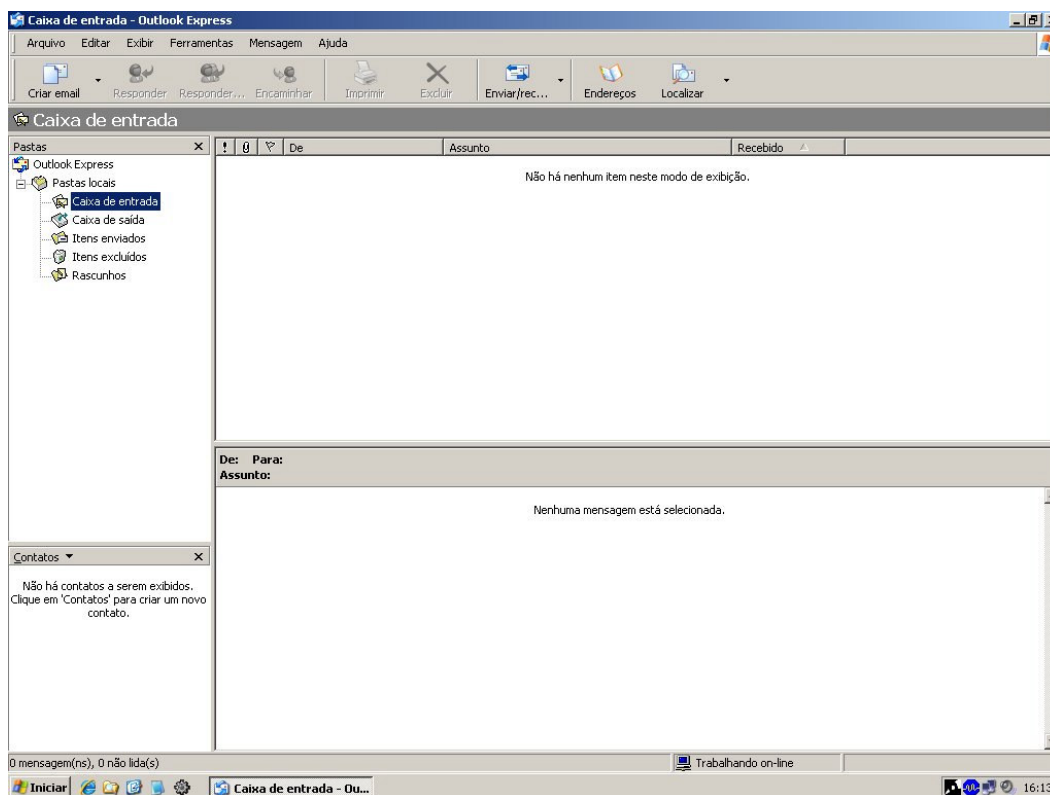 Caixa de entrada - Outlook Express
Arquivo Editar Exibir Ferramentas Mensagem Ajuda
Criar email Responder Responder... Encaminhar Imprimir Excluir Enviar/rec... Endereços Localizar
Caixa de entrada
Pastas
Outlook Express
Pastas locais
Caixa de entrada
Caixa de saída
Itens enviados
Itens excluídos
Rascunhos
! De Assunto Recebido
Não há nenhum item neste modo de exibição.
De: Para:
Assunto:
Nenhuma mensagem está selecionada.
Contatos
Não há contatos a serem exibidos.
Clique em 'Contatos' para criar um novo
contato.
0 mensagem(ns), 0 não lida(s) Trabalhando on-line
Iniciar Caixa de entrada - Ou... 16:13